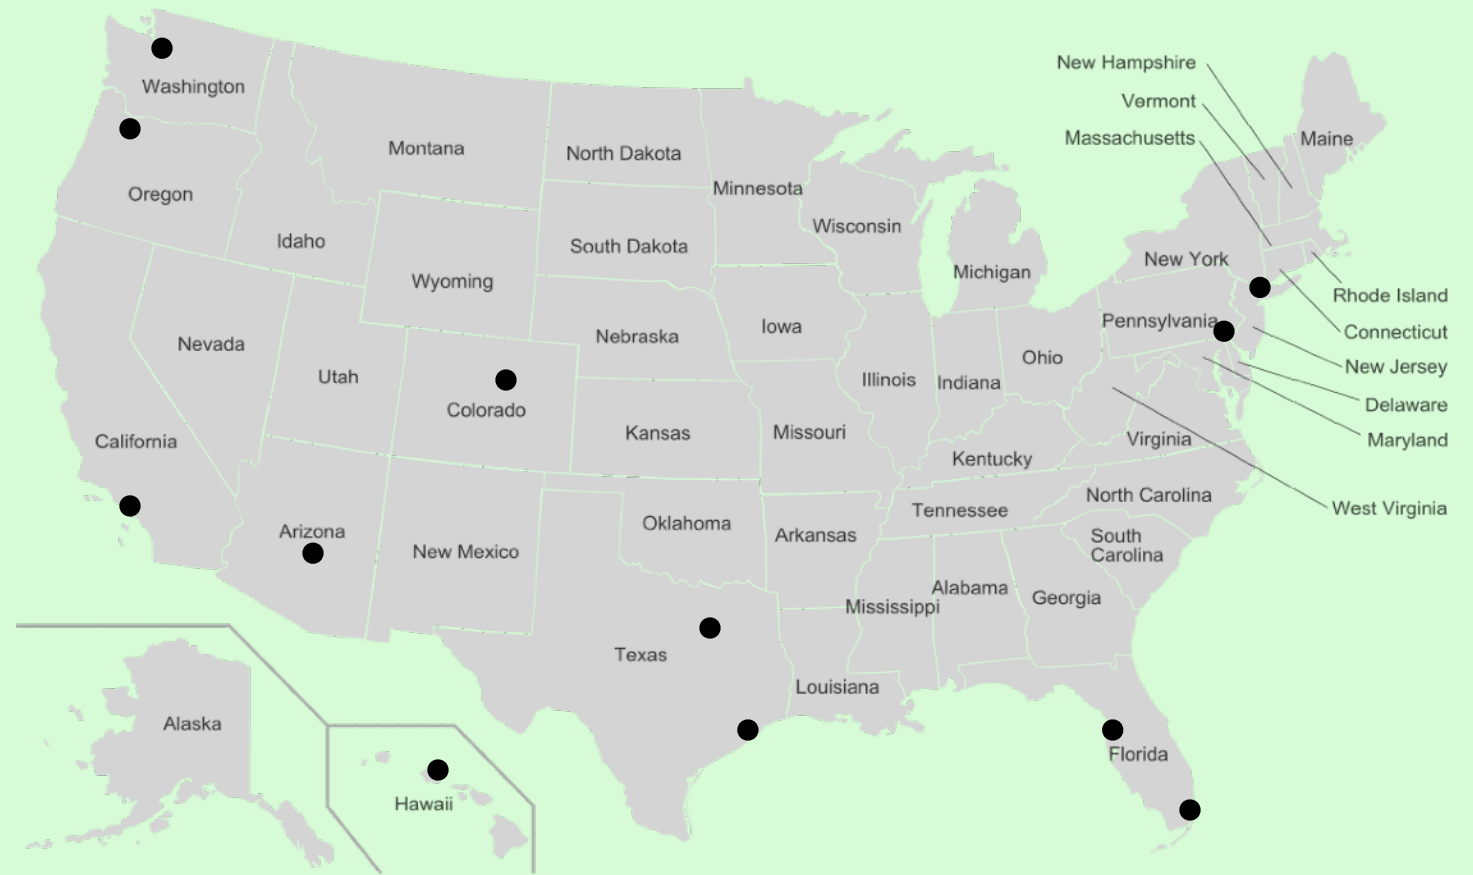 New Hampshire
Washington
Vermont
Massachusetts
Maine
Montana
North Dakota
Minnesota
Oregon
Wisconsin
Idaho
South Dakota
New York
Michigan
Wyoming
Rhode Island
Pennsylvania
Iowa
Connecticut
Nebraska
Nevada
Ohio
New Jersey
Utah
Illinois
Indiana
Colorado
Delaware
California
Kansas
Missouri
Virginia
Maryland
Kentucky
North Carolina
West Virginia
Tennessee
Oklahoma
Arizona
Arkansas
South
Carolina
New Mexico
Alabama
Georgia
Mississippi
Texas
Louisiana
Alaska
Florida
Hawaii